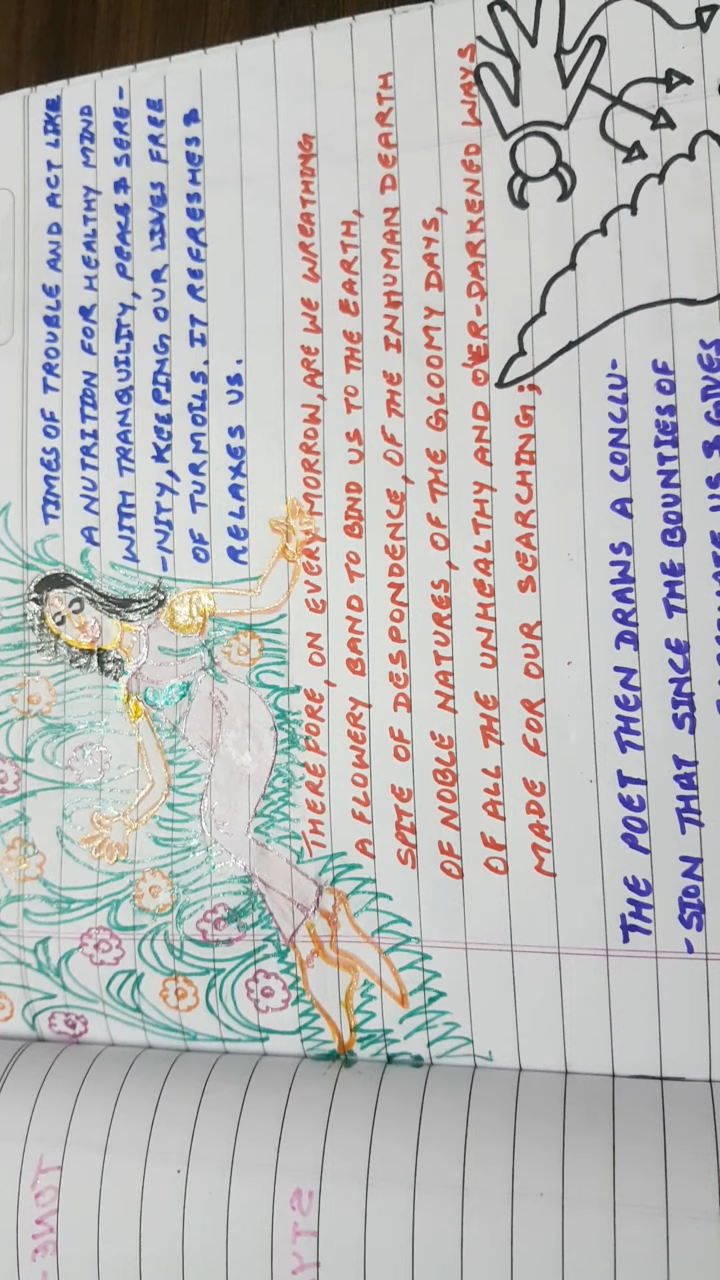 TIMES OF TROUBLE AND ACT LIKE
A NUTRITION FOR HEALTHY MIND
WITH TRANQUILITY, PEACE & SERE-
-NITY, KEEPING OUR LIVES FREE
OF TURMOILS. IT REFRESHES &
RELAXES US.
THEREFORE, ON EVERY MORROW, ARE WE WREATHING
A FLOWERY BAND TO BIND US TO THE EARTH,
SPITE OF DESPONDENCE, OF THE INHUMAN DEARTH
OF NOBLE NATURES, OF THE GLOOMY DAYS,
OF ALL THE UNHEALTHY AND O'ER-DARKENED WAYS
MADE FOR OUR SEARCHING;
THE POET THEN DRAWS A CONCLU-
-SION THAT SINCE THE BOUNTIES OF
US & GIVES
TONE-